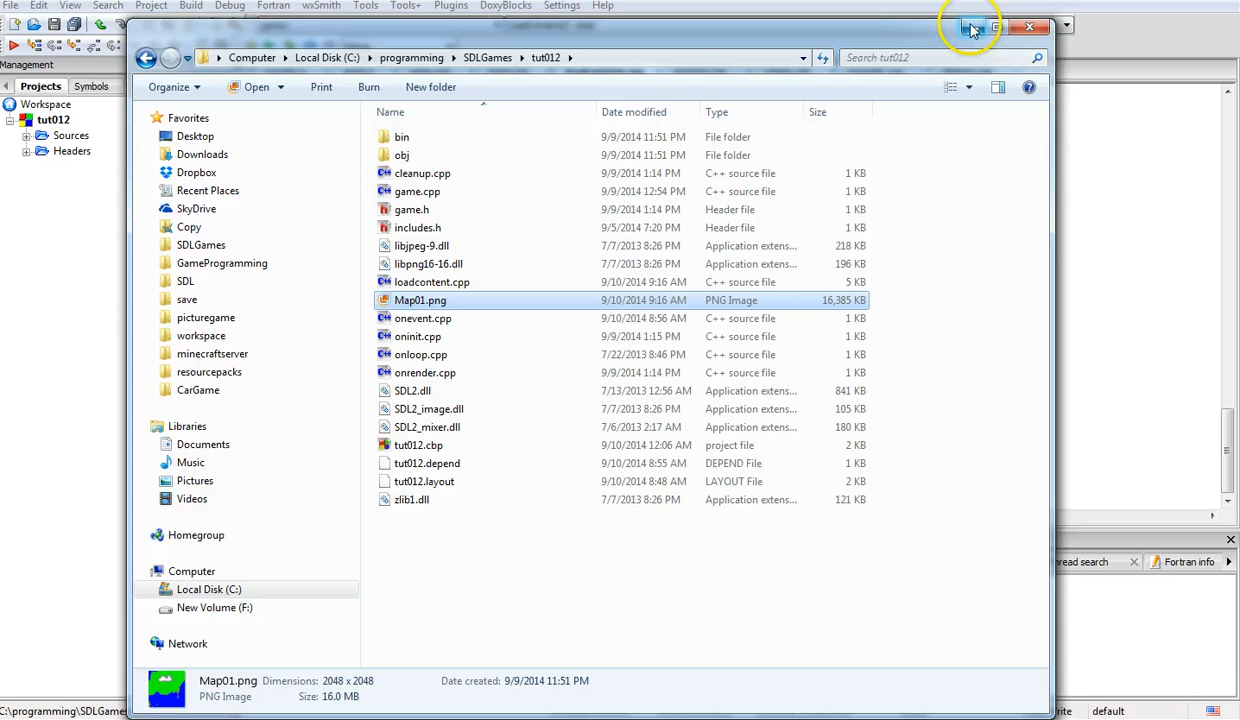 File Edit View Search Project Build Debug Fortran wxSmith Tools Tools+ Plugins DoxyBlocks Settings Help
Management
Projects Symbols
Workspace
tut012
Sources
Headers
Computer Local Disk (C:) programming SDLGames tut012
Search tut012
Organize Open Print Burn New folder
Favorites
Desktop
Downloads
Dropbox
Recent Places
SkyDrive
Copy
SDLGames
GameProgramming
SDL
save
picturegame
workspace
minecraftserver
resourcepacks
CarGame
Libraries
Documents
Music
Pictures
Videos
Homegroup
Computer
Local Disk (C:)
New Volume (F:)
Network
Name Date modified Type Size
bin 9/9/2014 11:51 PM File folder
obj 9/9/2014 11:51 PM File folder
cleanup.cpp 9/9/2014 1:14 PM C++ source file 1 KB
game.cpp 9/9/2014 12:54 PM C++ source file 1 KB
game.h 9/9/2014 1:14 PM Header file 1 KB
includes.h 9/5/2014 7:20 PM Header file 1 KB
libjpeg-9.dll 7/7/2013 8:26 PM Application extens... 218 KB
libpng16-16.dll 7/7/2013 8:26 PM Application extens... 196 KB
loadcontent.cpp 9/10/2014 9:16 AM C++ source file 5 KB
Map01.png 9/10/2014 9:16 AM PNG Image 16,385 KB
onevent.cpp 9/10/2014 8:56 AM C++ source file 1 KB
oninit.cpp 9/9/2014 1:15 PM C++ source file 1 KB
onloop.cpp 7/22/2013 8:46 PM C++ source file 1 KB
onrender.cpp 9/9/2014 1:14 PM C++ source file 1 KB
SDL2.dll 7/13/2013 12:56 AM Application extens... 841 KB
SDL2_image.dll 7/7/2013 8:26 PM Application extens... 105 KB
SDL2_mixer.dll 7/6/2013 2:17 AM Application extens... 180 KB
tut012.cbp 9/10/2014 12:06 AM project file 2 KB
tut012.depend 9/10/2014 8:55 AM DEPEND File 1 KB
tut012.layout 9/10/2014 8:48 AM LAYOUT File 2 KB
zlib1.dll 7/7/2013 8:26 PM Application extens... 121 KB
hread search Fortran info
Map01.png Dimensions: 2048 x 2048 Date created: 9/9/2014 11:51 PM
PNG Image Size: 16.0 MB
C:\programming\SDLGames rite default